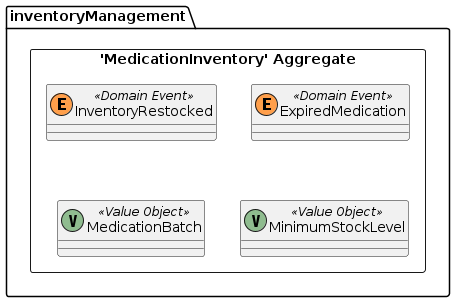 inventoryManagement
'MedicationInventory' Aggregate
E «Domain Event» InventoryRestocked
E «Domain Event» ExpiredMedication
V «Value Object» MedicationBatch
V «Value Object» MinimumStockLevel